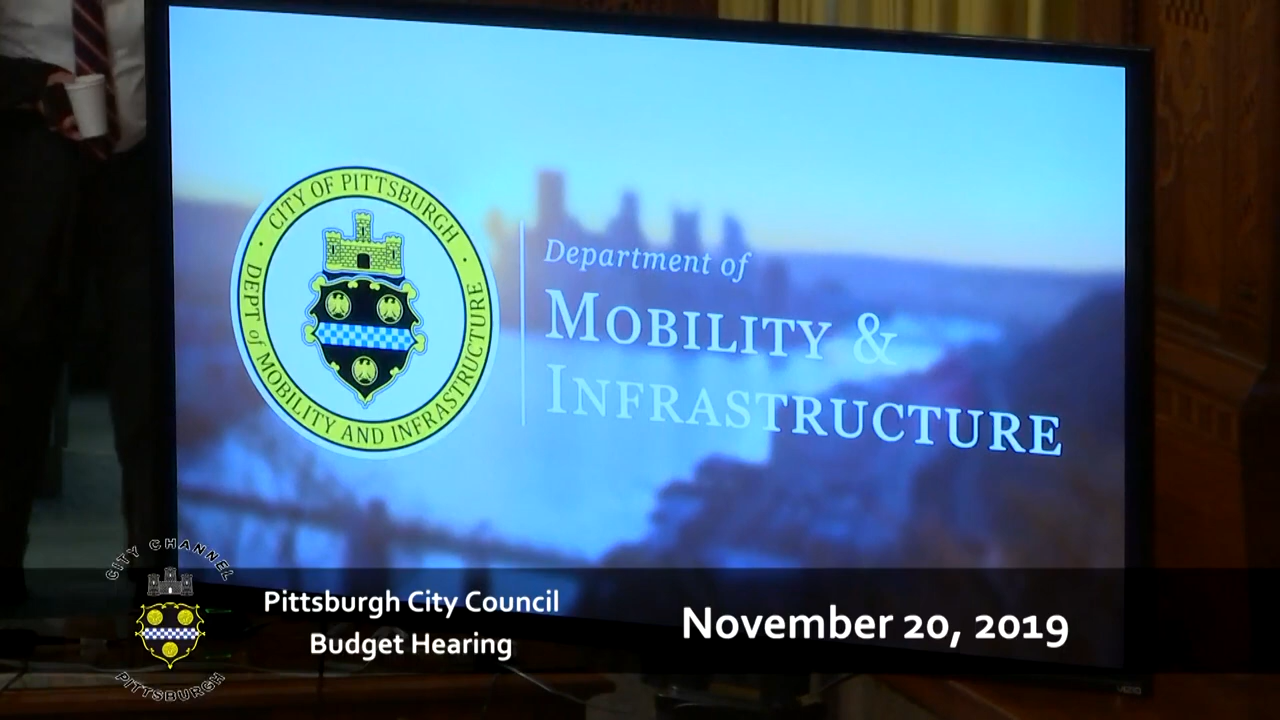 CITY OF PITTSBURGH
DEPT of MOBILITY AND INFRASTRUCTURE
Department of
MOBILITY &
INFRASTRUCTURE
CITY CHANNEL
PITTSBURGH
Pittsburgh City Council
Budget Hearing
November 20, 2019
VIZIO